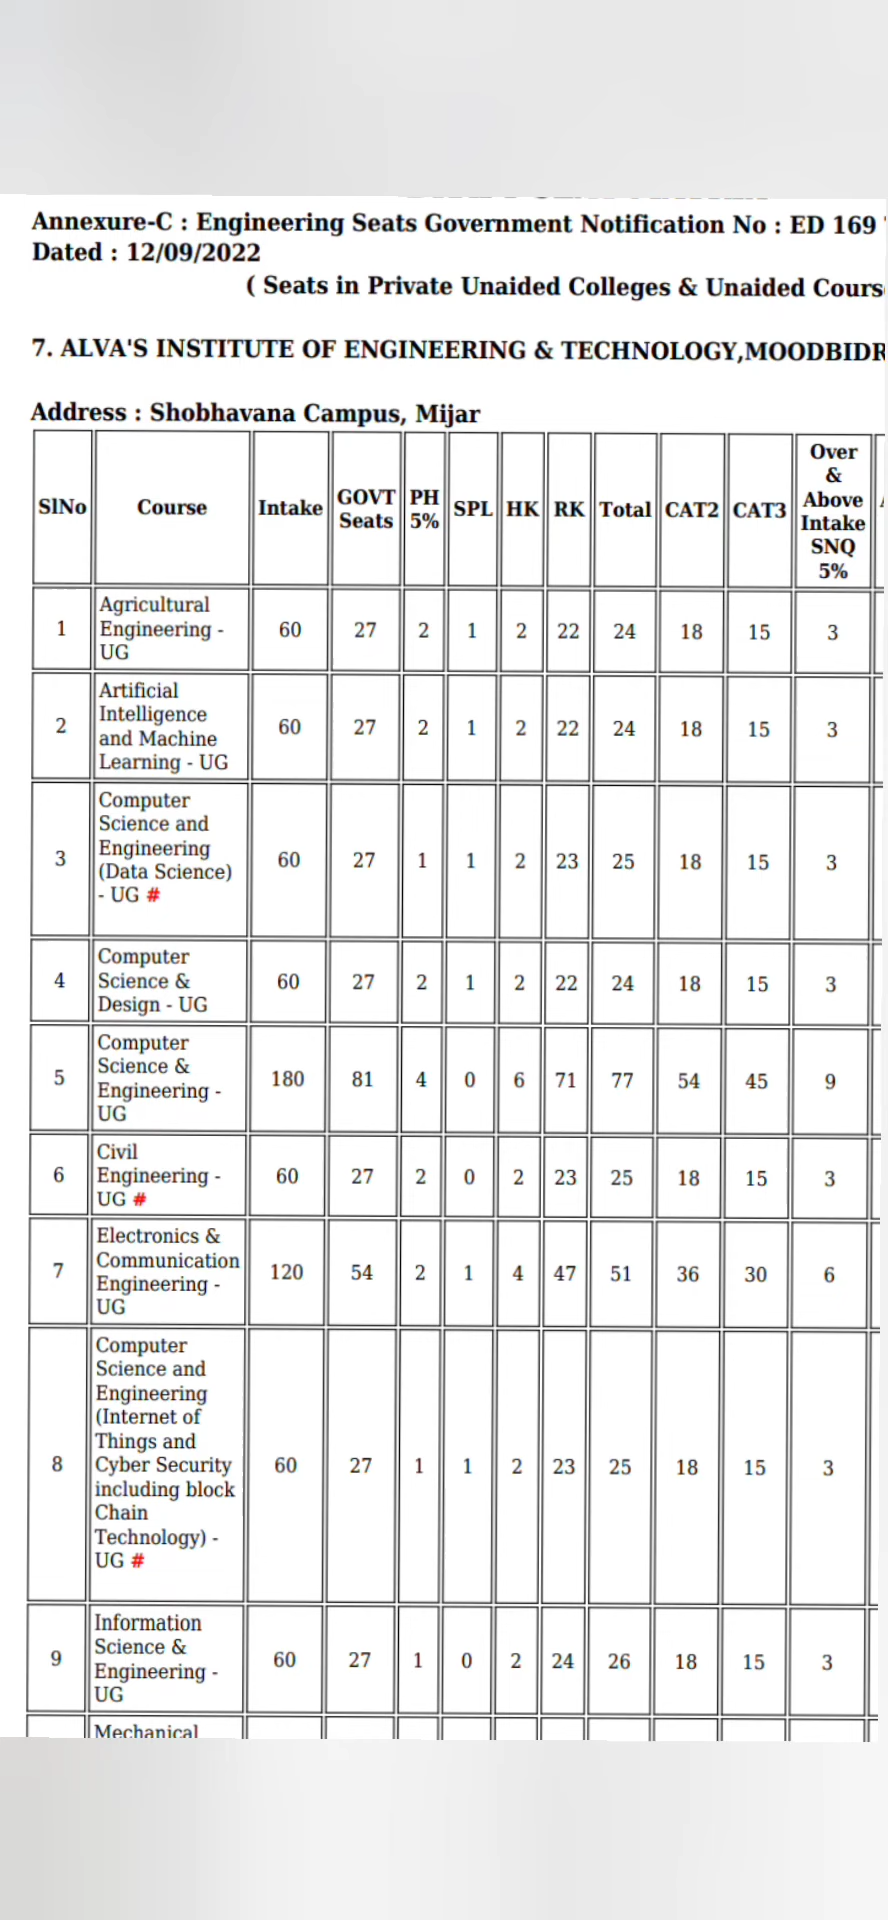 Annexure-C : Engineering Seats Government Notification No : ED 169
Dated : 12/09/2022
( Seats in Private Unaided Colleges & Unaided Cours
7. ALVA'S INSTITUTE OF ENGINEERING & TECHNOLOGY,MOODBIDR
Address : Shobhavana Campus, Mijar
SlNo Course Intake GOVT Seats PH 5% SPL HK RK Total CAT2 CAT3 Over & Above Intake SNQ 5%
1 Agricultural Engineering - UG 60 27 2 1 2 22 24 18 15 3
2 Artificial Intelligence and Machine Learning - UG 60 27 2 1 2 22 24 18 15 3
3 Computer Science and Engineering (Data Science) - UG # 60 27 1 1 2 23 25 18 15 3
4 Computer Science & Design - UG 60 27 2 1 2 22 24 18 15 3
5 Computer Science & Engineering - UG 180 81 4 0 6 71 77 54 45 9
6 Civil Engineering - UG # 60 27 2 0 2 23 25 18 15 3
7 Electronics & Communication Engineering - UG 120 54 2 1 4 47 51 36 30 6
8 Computer Science and Engineering (Internet of Things and Cyber Security including block Chain Technology) - UG # 60 27 1 1 2 23 25 18 15 3
9 Information Science & Engineering - UG 60 27 1 0 2 24 26 18 15 3
Mechanical